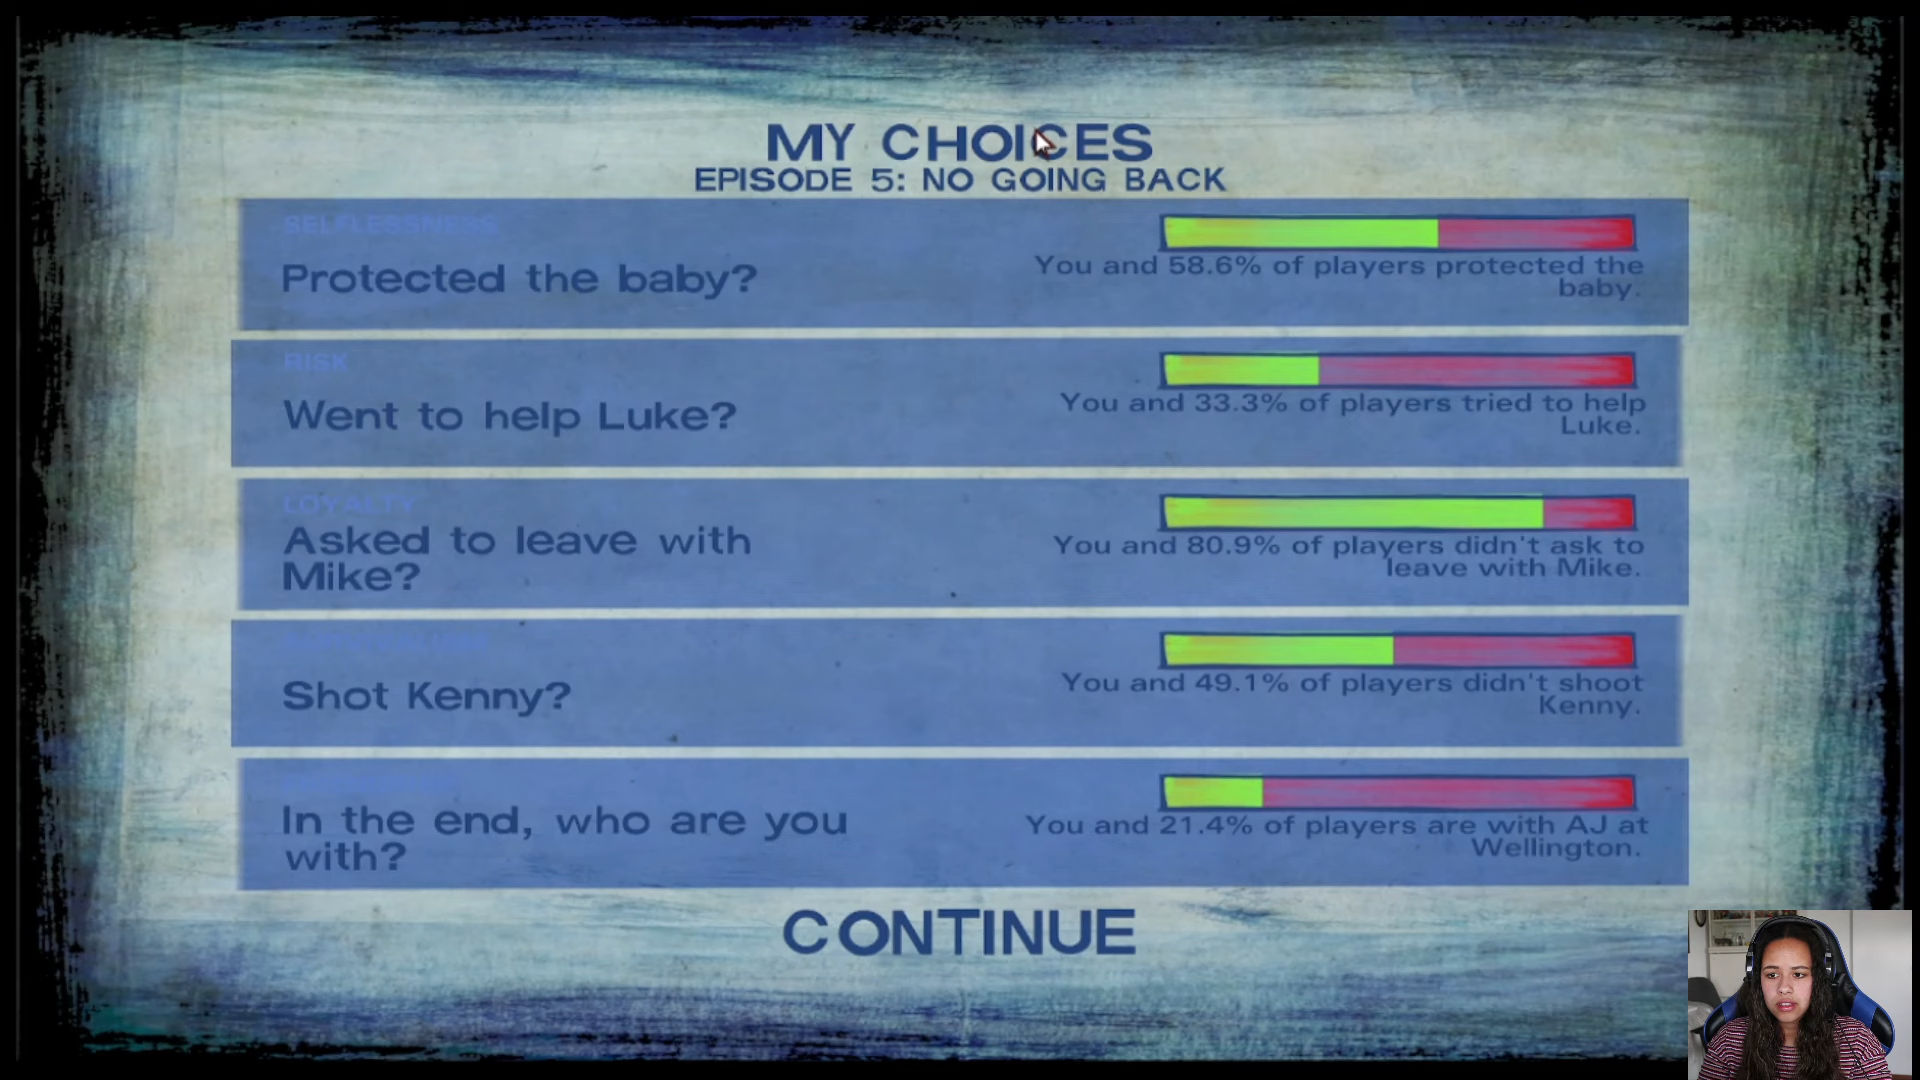 MY CHOICES
EPISODE 5: NO GOING BACK
SELFLESSNESS
Protected the baby?
You and 58.6% of players protected the
baby.
RISK
Went to help Luke?
You and 33.3% of players tried to help
Luke.
LOYALTY
Asked to leave with
Mike?
You and 80.9% of players didn't ask to
leave with Mike.
Shot Kenny?
You and 49.1% of players didn't shoot
Kenny.
In the end, who are you
with?
You and 21.4% of players are with AJ at
Wellington.
CONTINUE